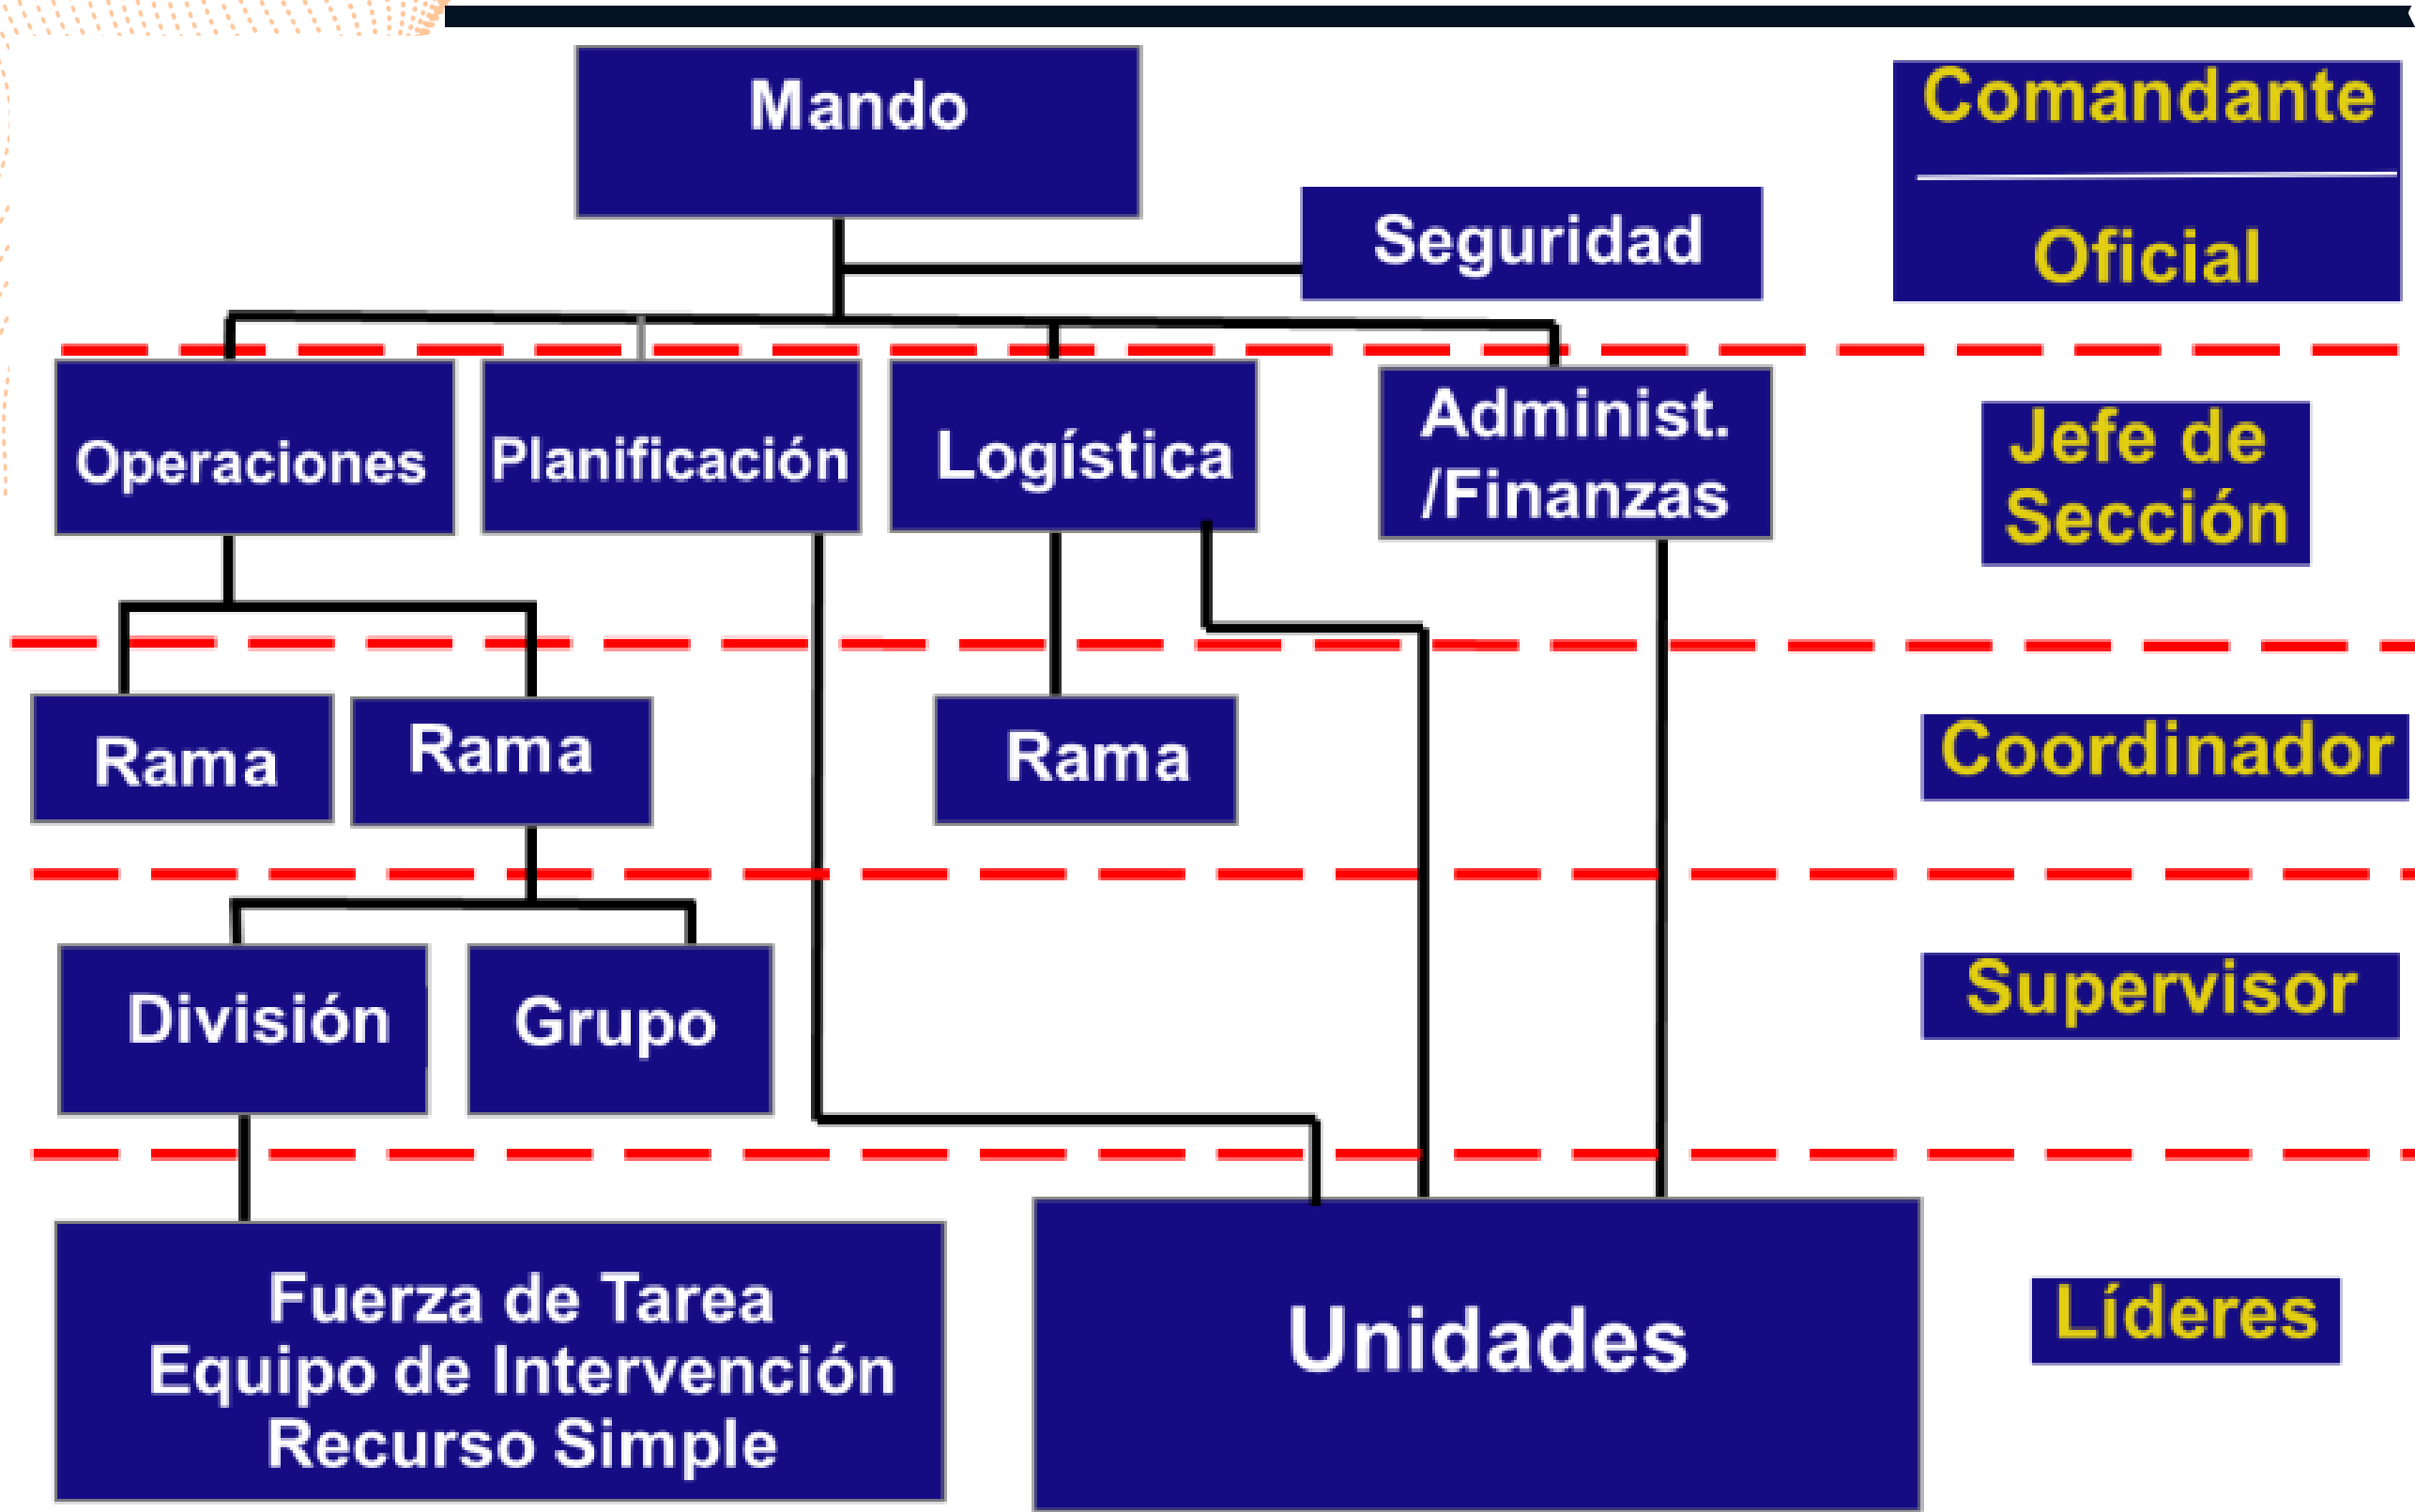 Mando
Comandante
Seguridad
Oficial
Operaciones
Planificación
Logística
Administ.
/Finanzas
Jefe de
Sección
Rama
Rama
Rama
Coordinador
División
Grupo
Supervisor
Fuerza de Tarea
Equipo de Intervención
Recurso Simple
Unidades
Líderes